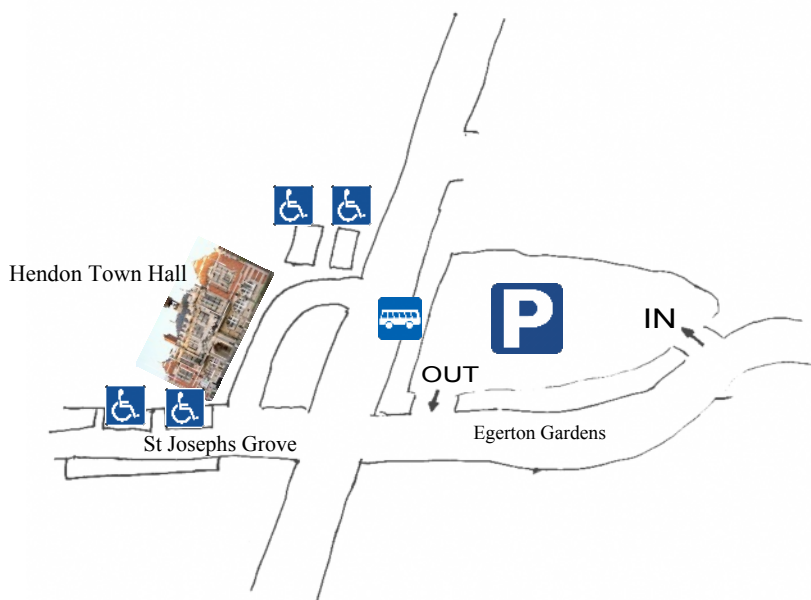 Hendon Town Hall
P
IN
OUT
St Josephs Grove
Egerton Gardens